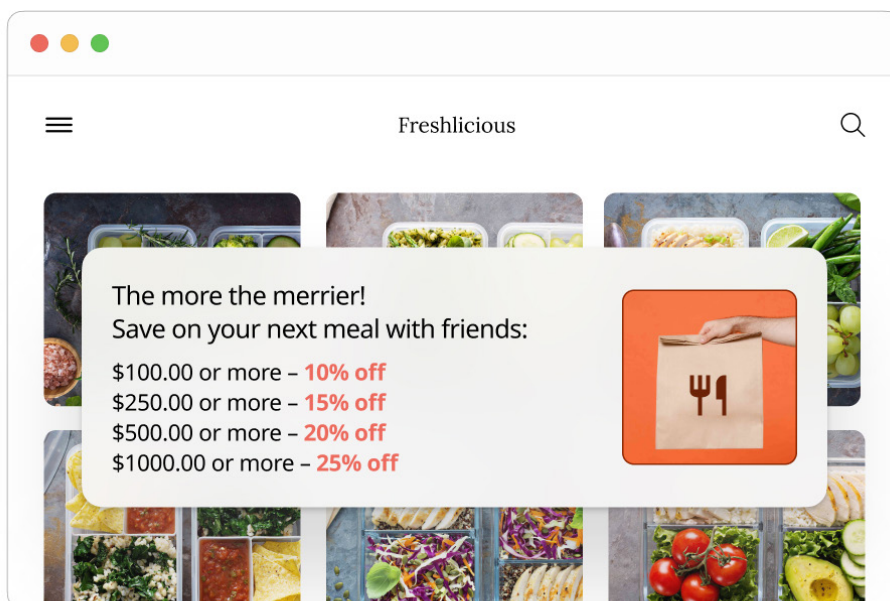 Freshlicious
The more the merrier!
Save on your next meal with friends:
$100.00 or more – 10% off
$250.00 or more – 15% off
$500.00 or more – 20% off
$1000.00 or more – 25% off